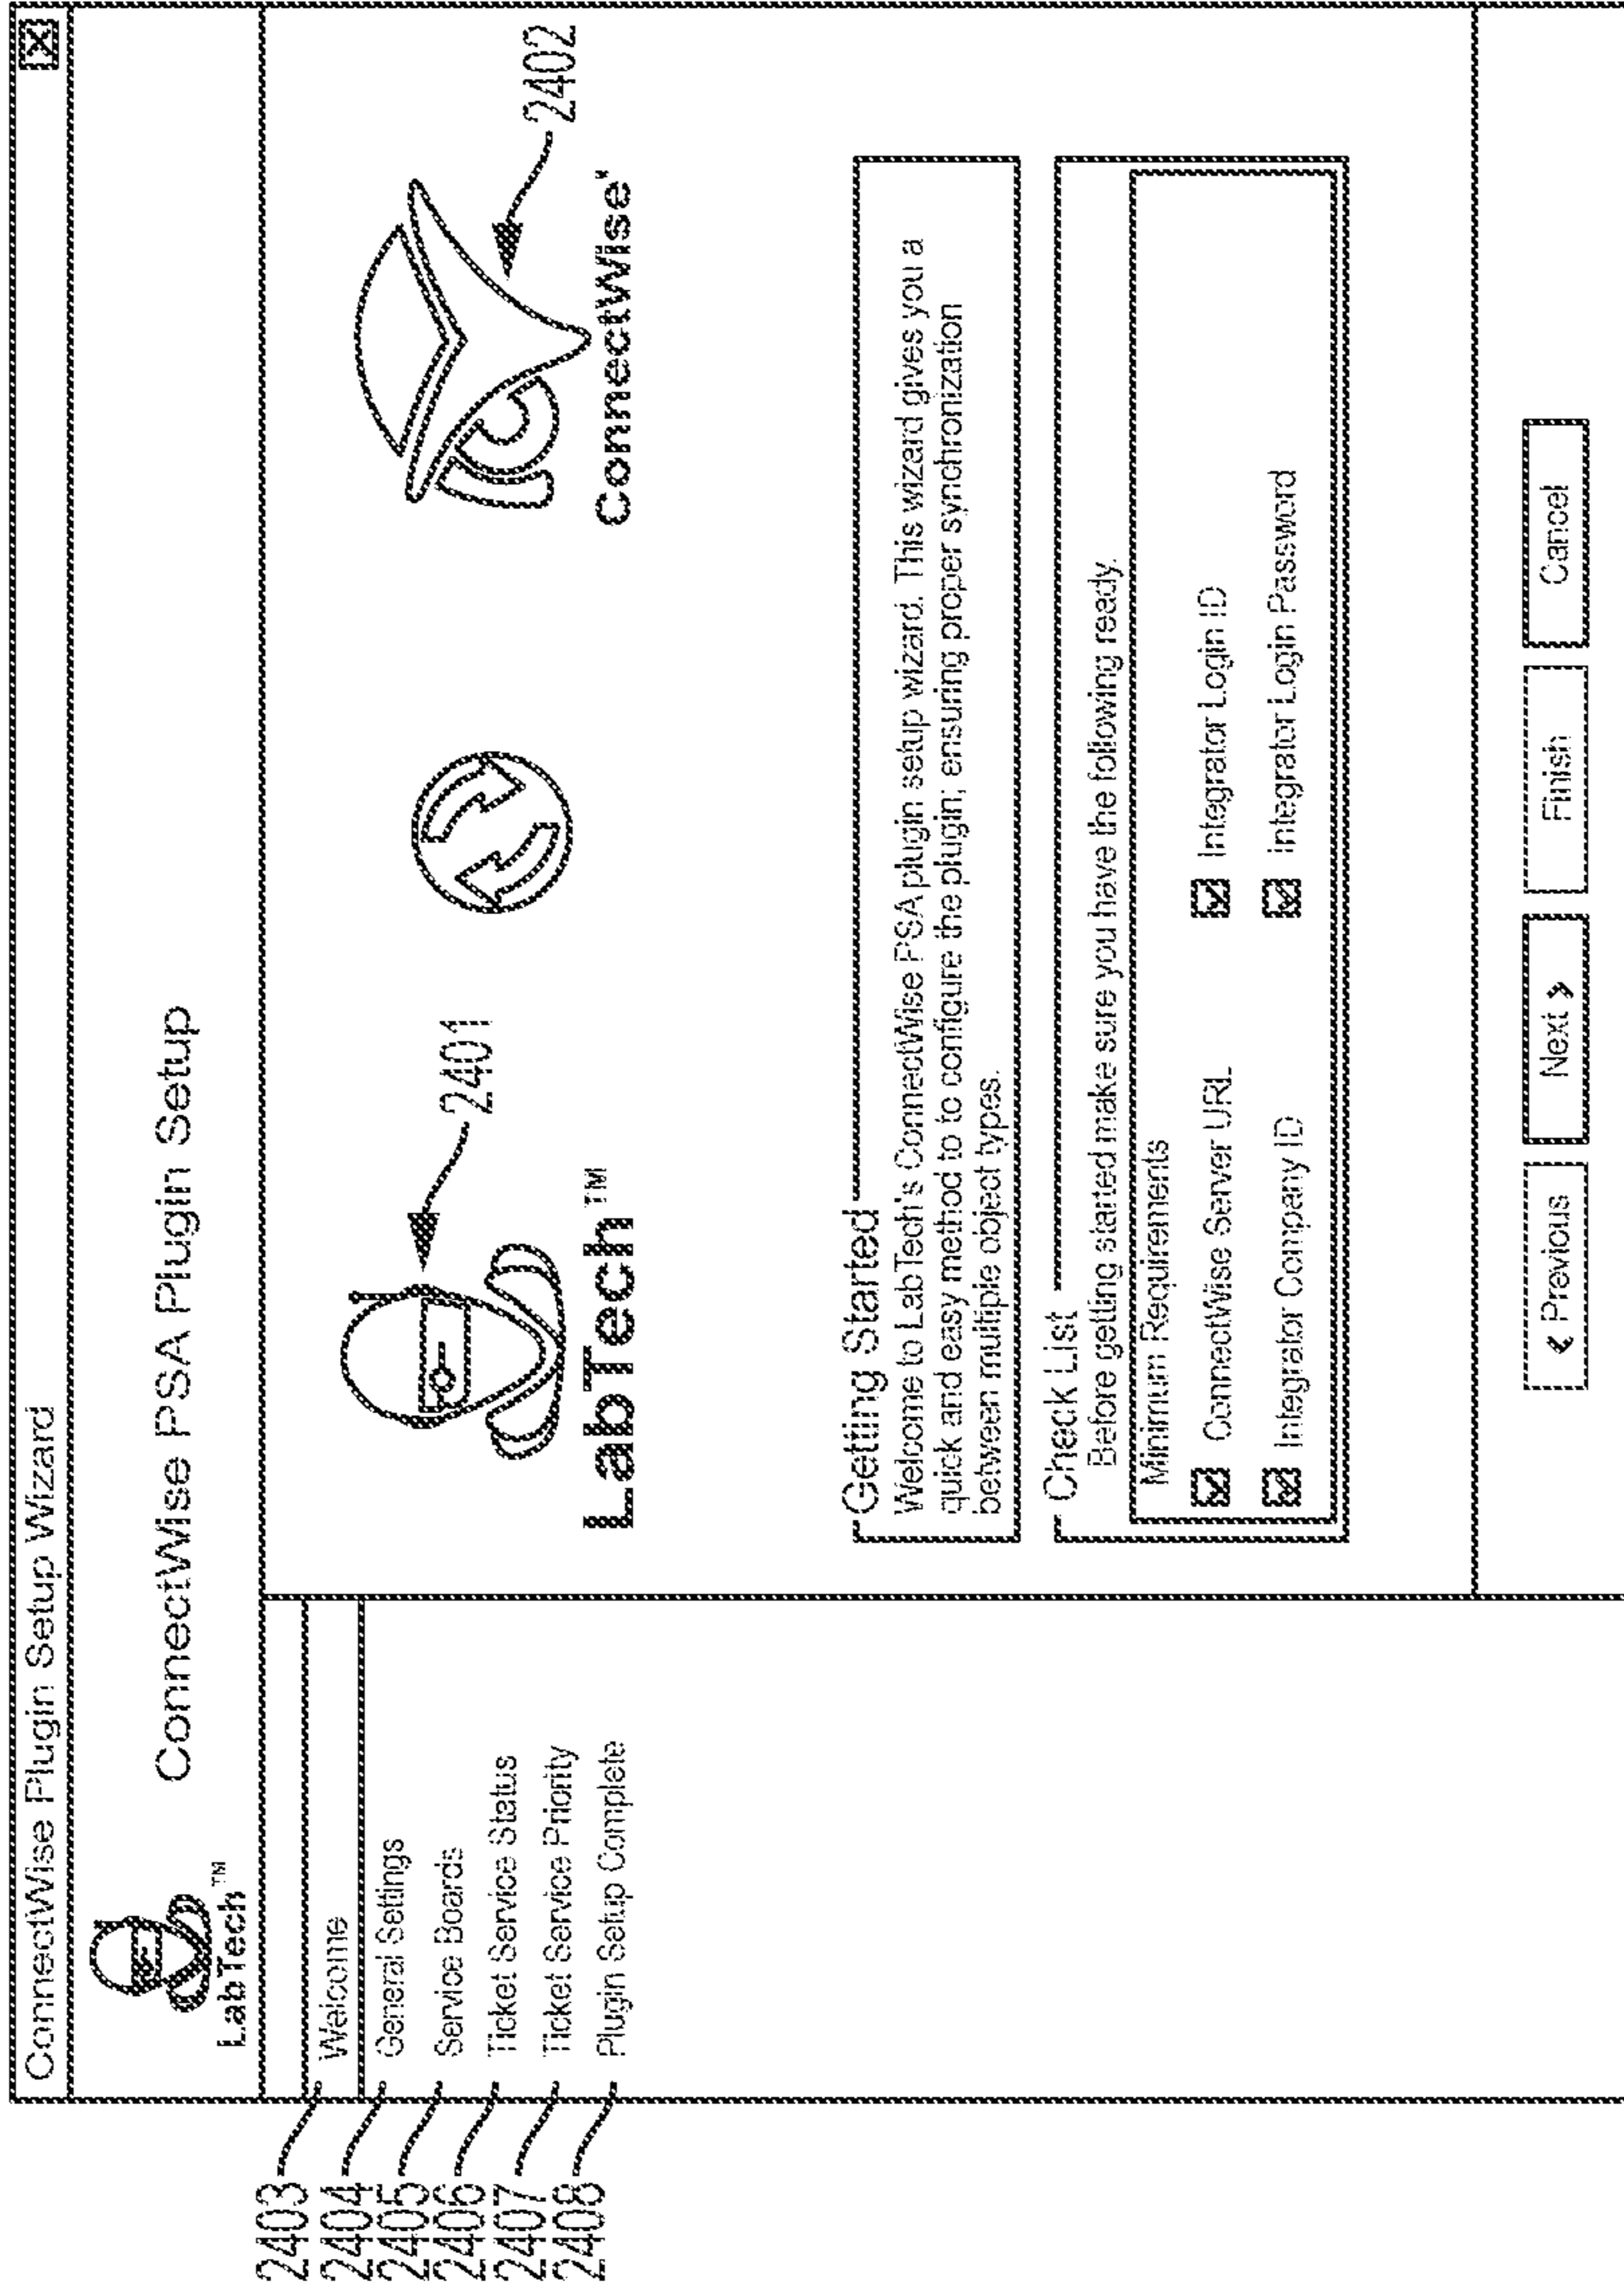 ConnectWise Plugin Setup Wizard
LabTech™
ConnectWise PSA Plugin Setup
2403
Welcome
2404
General Settings
2405
Service Boards
2406
Ticket Service Status
2407
Ticket Service Priority
2408
Plugin Setup Complete
2401
LabTech™
2402
ConnectWise'
Getting Started
Welcome to LabTech's ConnectWise PSA plugin setup wizard. This wizard gives you a
quick and easy method to to configure the plugin; ensuring proper synchronization
between multiple object types.
Check List
Before getting started make sure you have the following ready.
Minimum Requirements
ConnectWise Server URL
Integrator Login ID
Integrator Company ID
Integrator Login Password
Previous
Next
Finish
Cancel